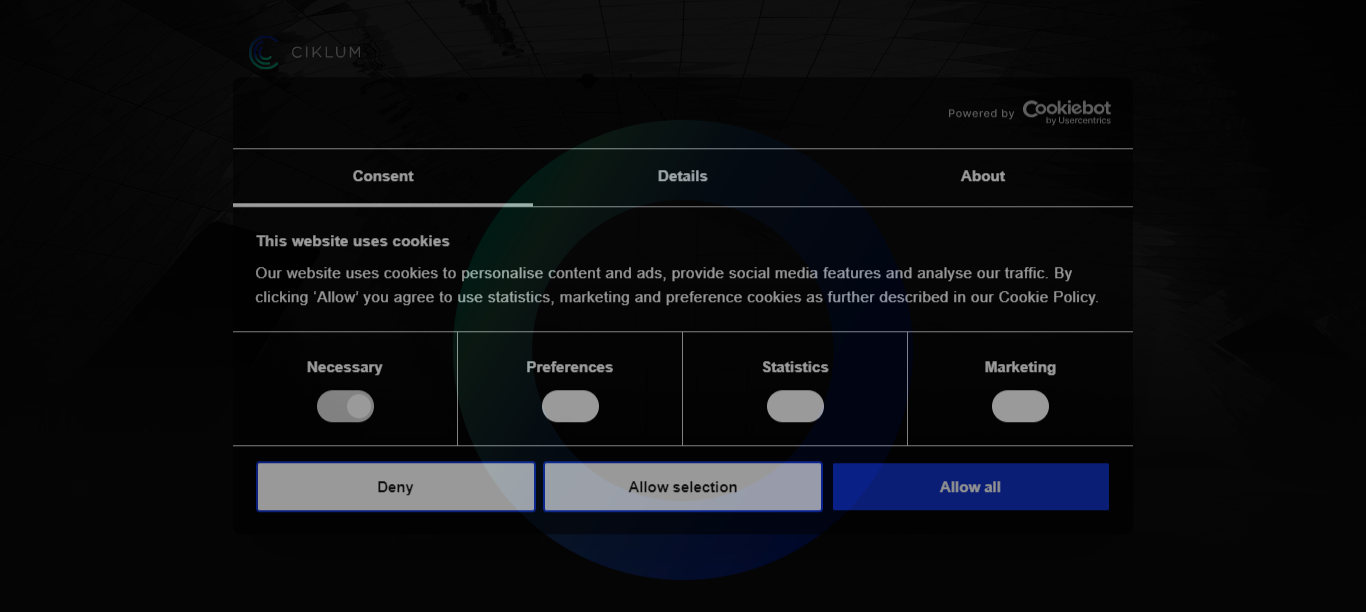 CIKLUM
Powered by Cookiebot
by Usercentrics
Consent Details About
This website uses cookies
Our website uses cookies to personalise content and ads, provide social media features and analyse our traffic. By
clicking ‘Allow’ you agree to use statistics, marketing and preference cookies as further described in our Cookie Policy.
Necessary Preferences Statistics Marketing
Deny Allow selection Allow all